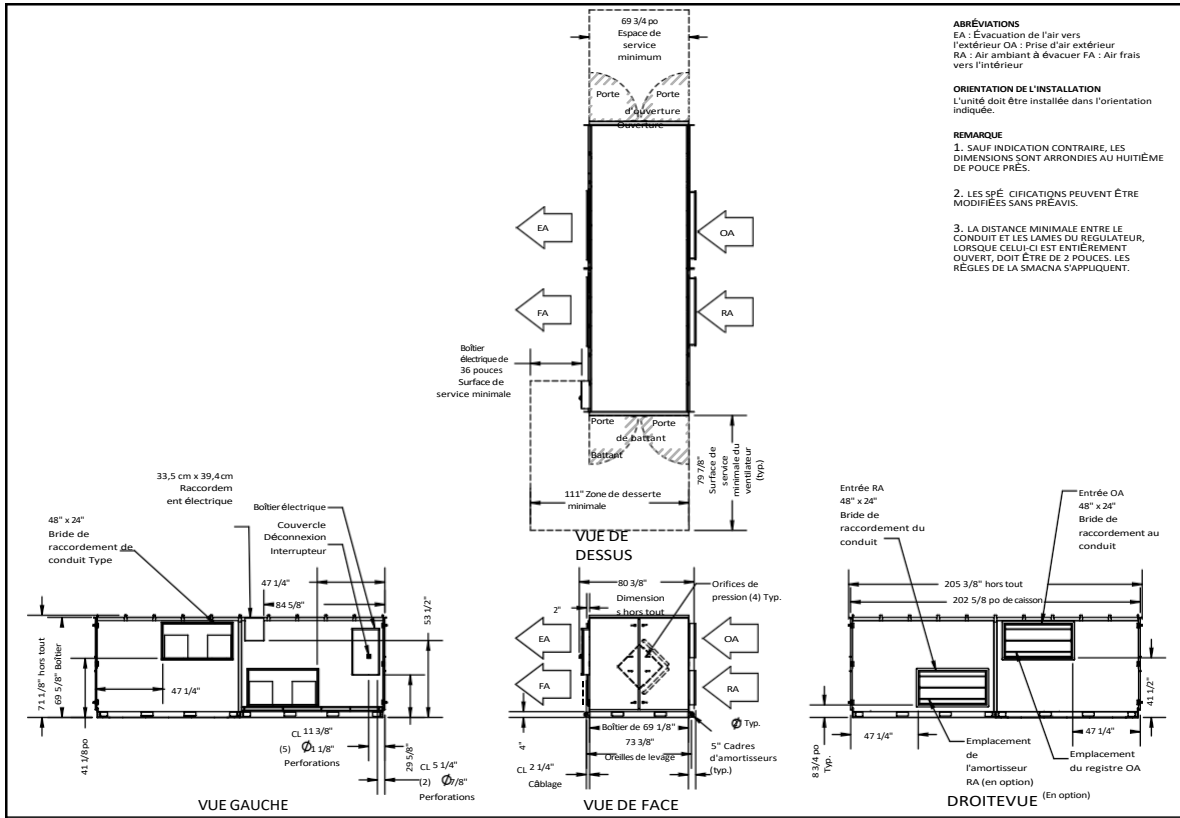 69 3/4 po
Espace de
service
minimum
Porte
Porte
d'ouverture
Ouverture
EA
OA
FA
RA
Boîtier
électrique de
36 pouces
Surface de
service minimale
Porte
Porte
de battant
Battant
79 7/8"
Surface de
service
minimale du
ventilateur
(typ.)
111" Zone de desserte
minimale
VUE DE
DESSUS
ABRÉVIATIONS
EA : Évacuation de l'air vers
l'extérieur OA : Prise d'air extérieur
RA : Air ambiant à évacuer FA : Air frais
vers l'intérieur
ORIENTATION DE L'INSTALLATION
L'unité doit être installée dans l'orientation
indiquée.
REMARQUE
1. SAUF INDICATION CONTRAIRE, LES
DIMENSIONS SONT ARRONDIES AU HUITIÈME
DE POUCE PRÈS.
2. LES SPÉ CIFICATIONS PEUVENT ÊTRE
MODIFIÉES SANS PRÉAVIS.
3. LA DISTANCE MINIMALE ENTRE LE
CONDUIT ET LES LAMES DU REGULATEUR,
LORSQUE CELUI-CI EST ENTIÈREMENT
OUVERT, DOIT ÊTRE DE 2 POUCES. LES
RÈGLES DE LA SMACNA S'APPLIQUENT.
33,5 cm x 39,4 cm
Raccordem
ent électrique
48" x 24"
Bride de
raccordement de
conduit Type
Boîtier électrique
Couvercle
Déconnexion
Interrupteur
47 1/4"
84 5/8"
53 1/2"
71 1/8" hors tout
69 5/8" Boîtier
47 1/4"
41 1/8 po
CL 11 3/8"
(5) Ø1 1/8"
Perforations
29 5/8"
CL 5 1/4"
(2) Ø7/8"
Perforations
VUE GAUCHE
80 3/8"
Dimension
s hors tout
2"
Orifices de
pression (4) Typ.
EA
OA
FA
RA
Ø Typ.
4"
Boîtier de 69 1/8"
73 3/8"
Oreilles de levage
CL 2 1/4"
Câblage
5" Cadres
d'amortisseurs
(typ.)
VUE DE FACE
Entrée RA
48" x 24"
Bride de
raccordement du
conduit
Entrée OA
48" x 24"
Bride de
raccordement au
conduit
205 3/8" hors tout
202 5/8 po de caisson
41 1/2"
47 1/4"
47 1/4"
8 3/4 po
Typ.
Emplacement
de
l'amortisseur
RA (en option)
Emplacement
du registre OA
(En option)
DROITEVUE